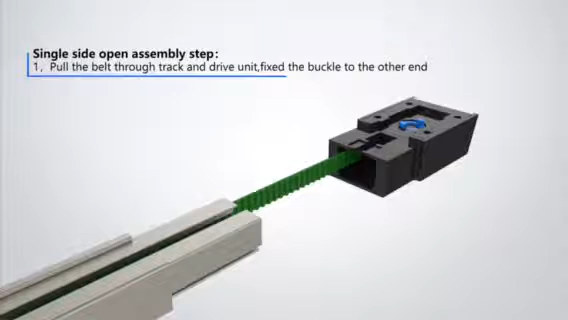 Single side open assembly step：
1，Pull the belt through track and drive unit,fixed the buckle to the other end